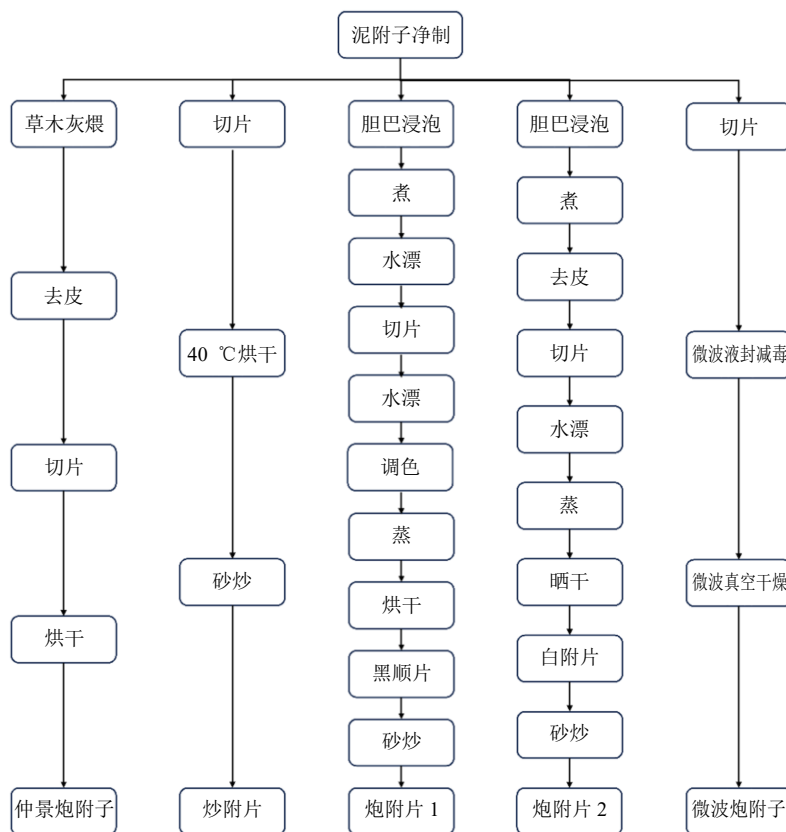 泥附子净制
草木灰煨
去皮
切片
烘干
仲景炮附子
切片
40 ℃烘干
砂炒
炒附片
胆巴浸泡
煮
水漂
切片
水漂
调色
蒸
烘干
黑顺片
砂炒
炮附片 1
胆巴浸泡
煮
去皮
切片
水漂
蒸
晒干
白附片
砂炒
炮附片 2
切片
微波液封减毒
微波真空干燥
微波炮附子